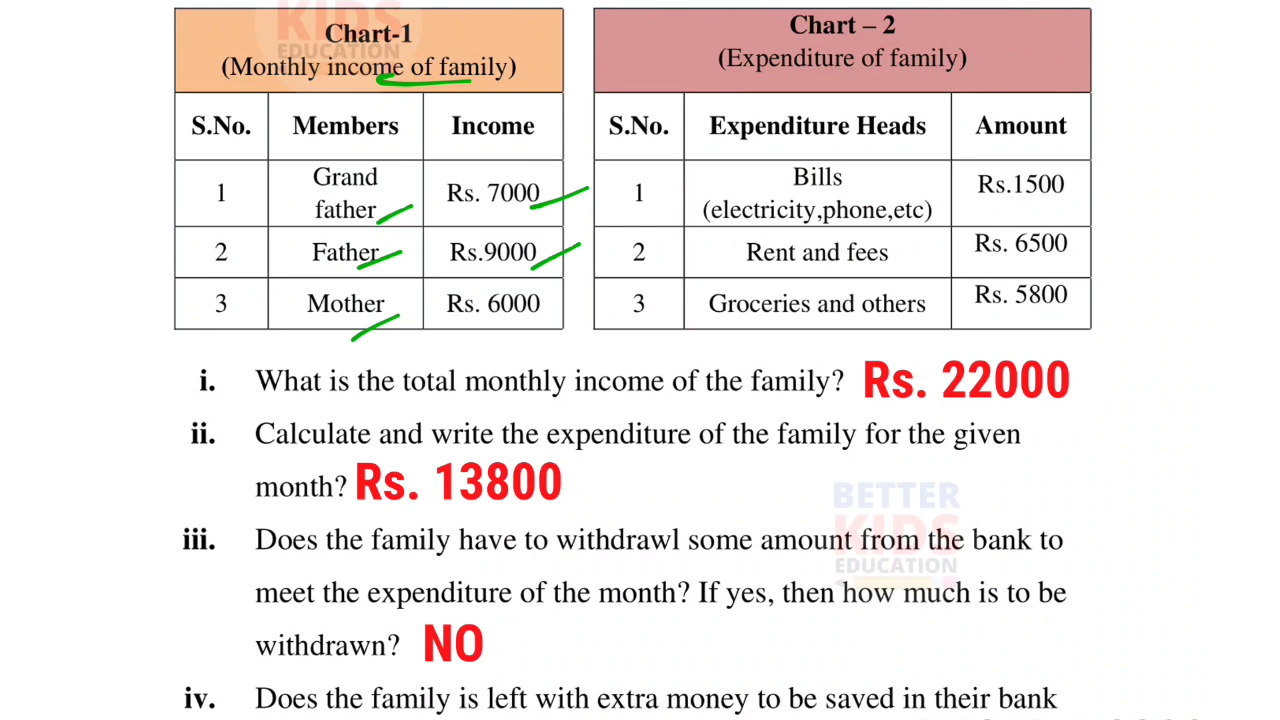 KIDS
EDUCATION
Chart-1
(Monthly income of family)
S.No. Members Income
1 Grand father Rs. 7000
2 Father Rs.9000
3 Mother Rs. 6000
Chart – 2
(Expenditure of family)
S.No. Expenditure Heads Amount
1 Bills (electricity,phone,etc) Rs.1500
2 Rent and fees Rs. 6500
3 Groceries and others Rs. 5800
i. What is the total monthly income of the family? Rs. 22000
ii. Calculate and write the expenditure of the family for the given
month? Rs. 13800
BETTER
KIDS
EDUCATION
iii. Does the family have to withdrawl some amount from the bank to
meet the expenditure of the month? If yes, then how much is to be
withdrawn? NO
iv. Does the family is left with extra money to be saved in their bank